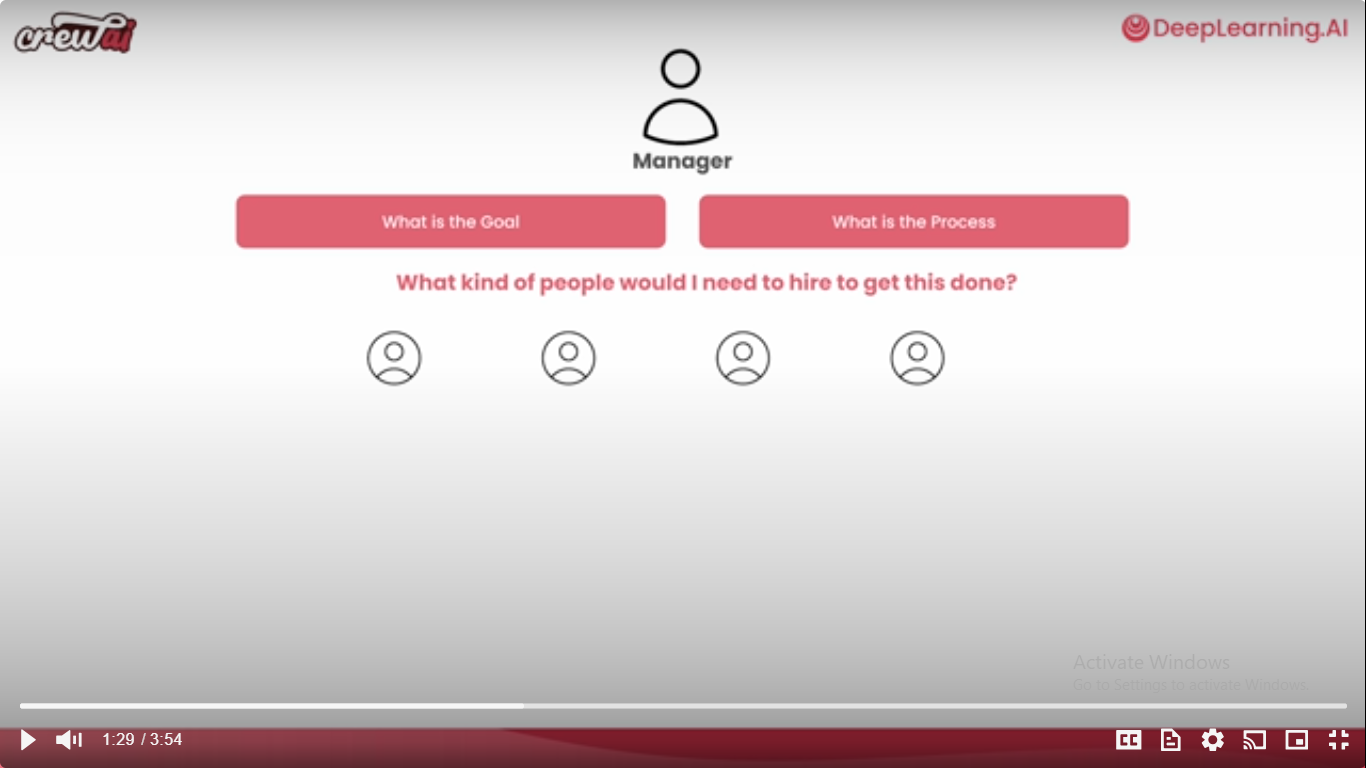 crewai
DeepLearning.AI
Manager
What is the Goal
What is the Process
What kind of people would I need to hire to get this done?
Activate Windows
Go to Settings to activate Windows.
1:29 / 3:54
CC